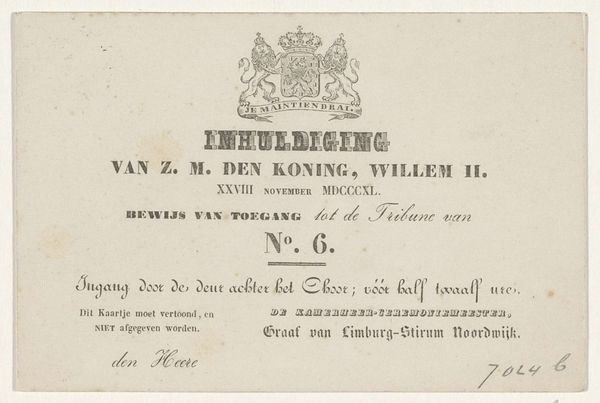 JE MAINTIENDRAI.
INHULDIGING
VAN Z. M. DEN KONING, WILLEM II.
XXVIII NOVEMBER MDCCCXL.
BEWIJS VAN TOEGANG tot de Tribune van
No. 6.
Ingang door de deur achter het Choor; vóór half twaalf ure.
Dit Kaartje moet vertoond, en
NIET afgegeven worden.
DE KAMERHEER-CEREMONIEMEESTER,
Graaf van Limburg-Stirum Noordwijk.
den Heere
7024 b